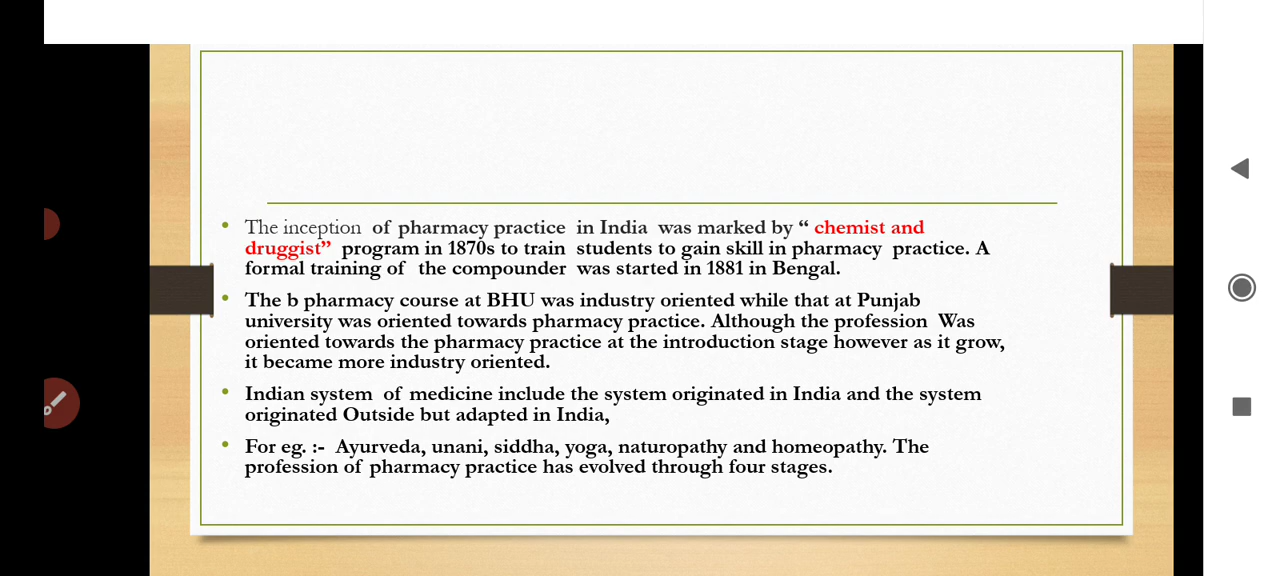 • The inception of pharmacy practice in India was marked by “ chemist and
druggist” program in 1870s to train students to gain skill in pharmacy practice. A
formal training of the compounder was started in 1881 in Bengal.
• The b pharmacy course at BHU was industry oriented while that at Punjab
university was oriented towards pharmacy practice. Although the profession Was
oriented towards the pharmacy practice at the introduction stage however as it grow,
it became more industry oriented.
• Indian system of medicine include the system originated in India and the system
originated Outside but adapted in India,
• For eg. :- Ayurveda, unani, siddha, yoga, naturopathy and homeopathy. The
profession of pharmacy practice has evolved through four stages.